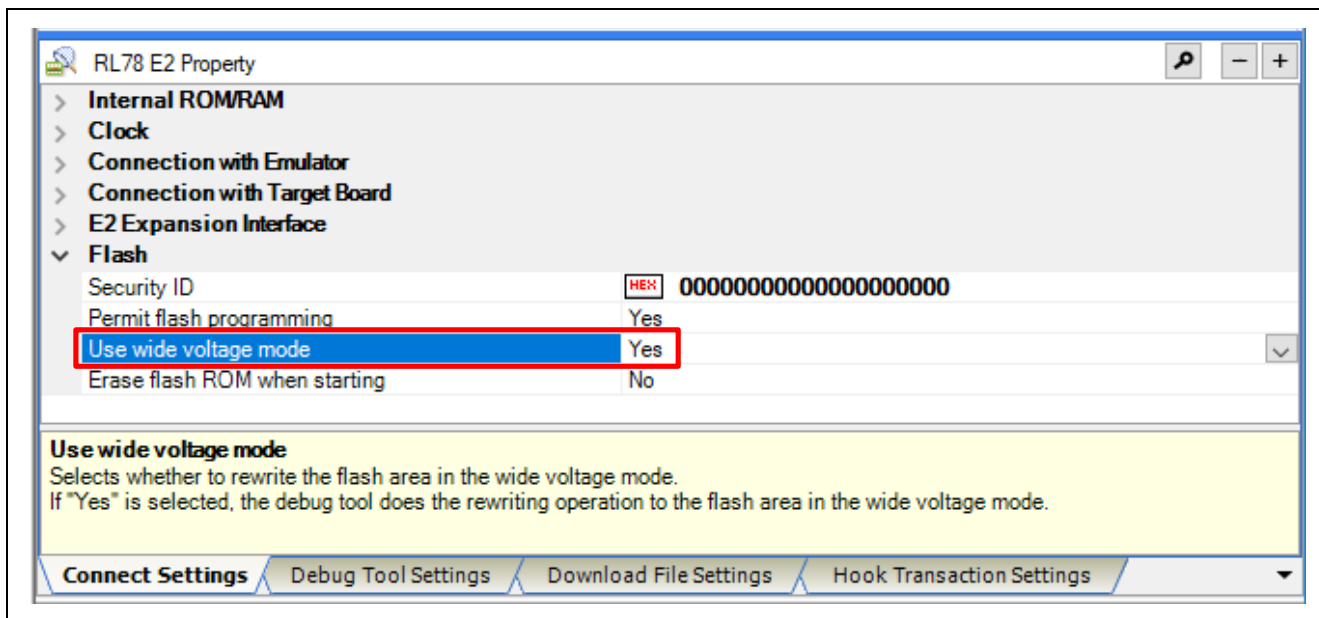 RL78 E2 Property
Internal ROM/RAM
Clock
Connection with Emulator
Connection with Target Board
E2 Expansion Interface
Flash
Security ID HEX 00000000000000000000
Permit flash programming Yes
Use wide voltage mode Yes
Erase flash ROM when starting No
Use wide voltage mode
Selects whether to rewrite the flash area in the wide voltage mode.
If "Yes" is selected, the debug tool does the rewriting operation to the flash area in the wide voltage mode.
Connect Settings Debug Tool Settings Download File Settings Hook Transaction Settings